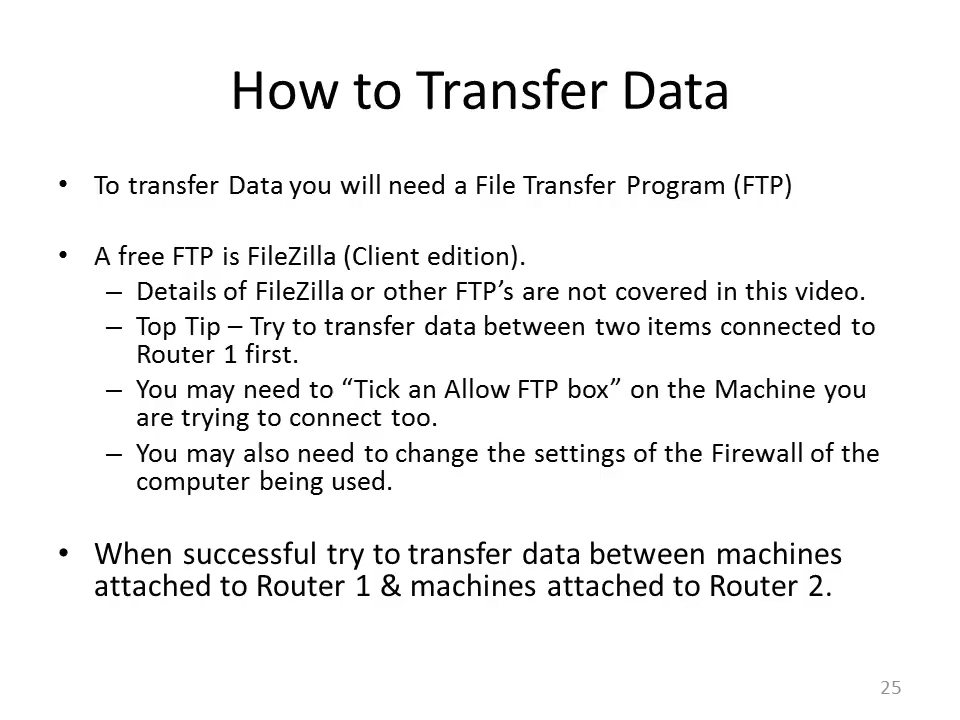 How to Transfer Data
• To transfer Data you will need a File Transfer Program (FTP)
• A free FTP is FileZilla (Client edition).
– Details of FileZilla or other FTP’s are not covered in this video.
– Top Tip – Try to transfer data between two items connected to
Router 1 first.
– You may need to “Tick an Allow FTP box” on the Machine you
are trying to connect too.
– You may also need to change the settings of the Firewall of the
computer being used.
• When successful try to transfer data between machines
attached to Router 1 & machines attached to Router 2.
25